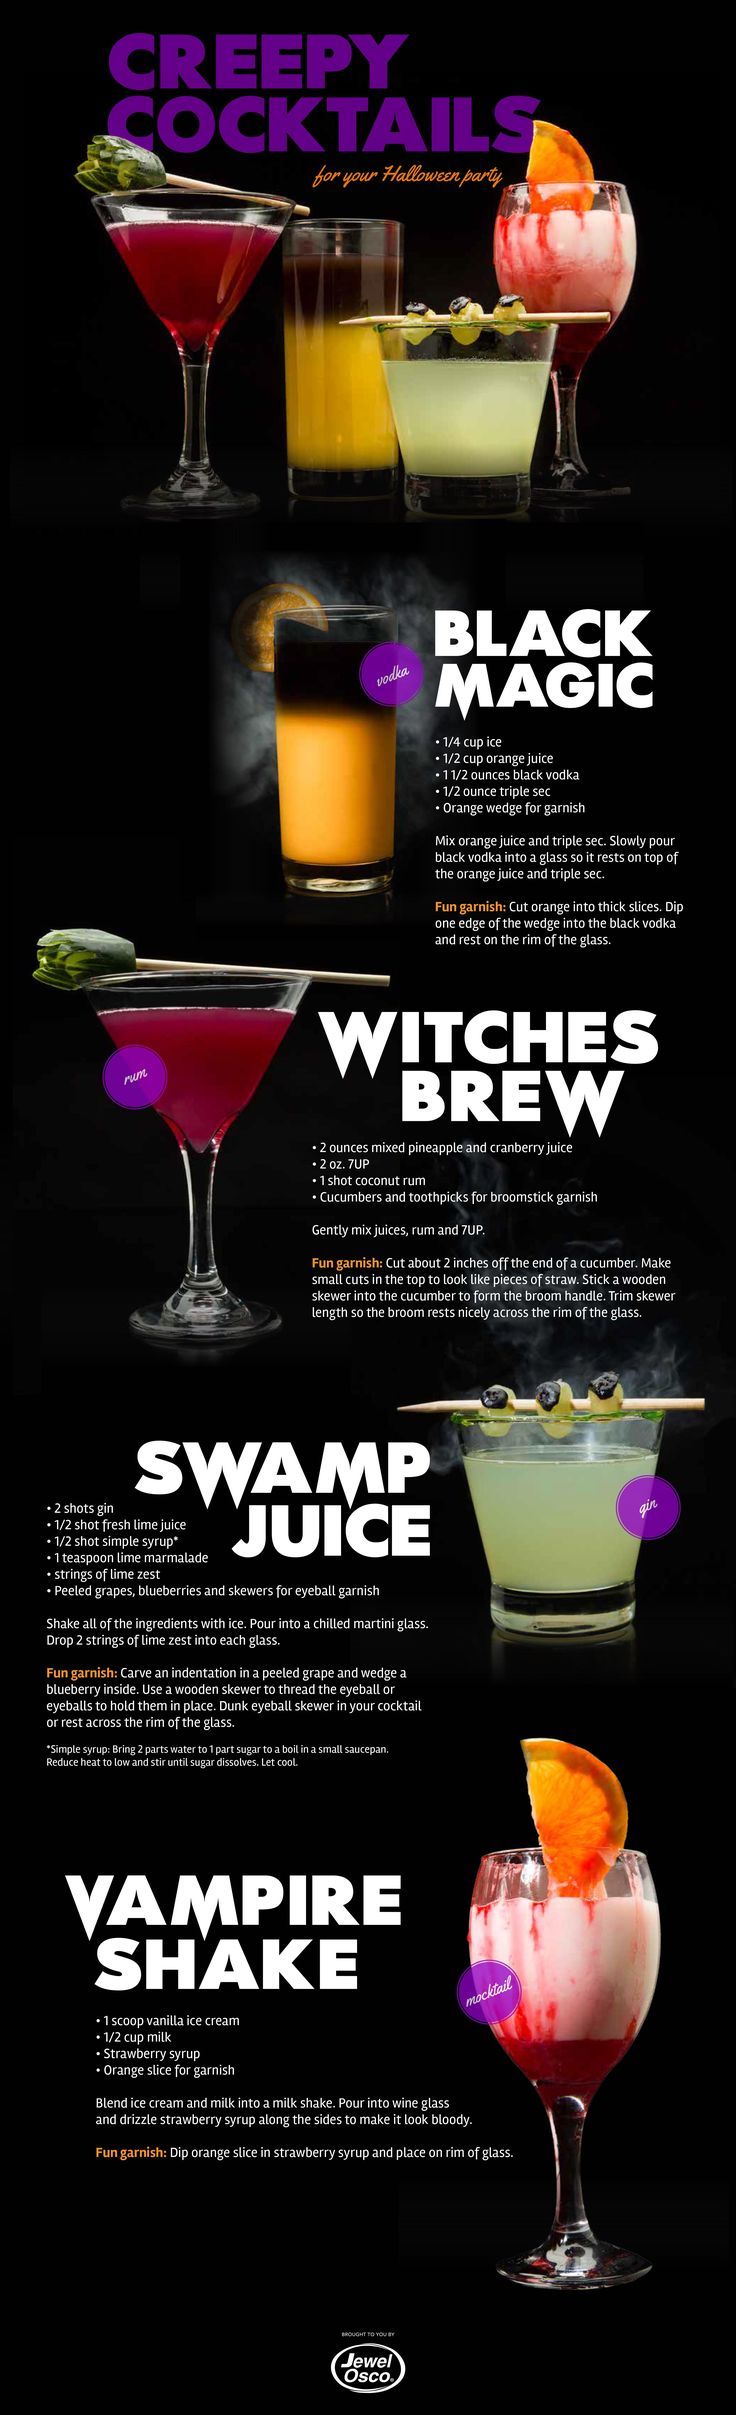 CREEPY
COCKTAILS
for your Halloween party
vodka
BLACK
MAGIC
• 1/4 cup ice
• 1/2 cup orange juice
• 1 1/2 ounces black vodka
• 1/2 ounce triple sec
• Orange wedge for garnish
Mix orange juice and triple sec. Slowly pour
black vodka into a glass so it rests on top of
the orange juice and triple sec.
Fun garnish: Cut orange into thick slices. Dip
one edge of the wedge into the black vodka
and rest on the rim of the glass.
rum
WITCHES
BREW
• 2 ounces mixed pineapple and cranberry juice
• 2 oz. 7UP
• 1 shot coconut rum
• Cucumbers and toothpicks for broomstick garnish
Gently mix juices, rum and 7UP.
Fun garnish: Cut about 2 inches off the end of a cucumber. Make
small cuts in the top to look like pieces of straw. Stick a wooden
skewer into the cucumber to form the broom handle. Trim skewer
length so the broom rests nicely across the rim of the glass.
SWAMP
JUICE
gin
• 2 shots gin
• 1/2 shot fresh lime juice
• 1/2 shot simple syrup*
• 1 teaspoon lime marmalade
• strings of lime zest
• Peeled grapes, blueberries and skewers for eyeball garnish
Shake all of the ingredients with ice. Pour into a chilled martini glass.
Drop 2 strings of lime zest into each glass.
Fun garnish: Carve an indentation in a peeled grape and wedge a
blueberry inside. Use a wooden skewer to thread the eyeball or
eyeballs to hold them in place. Dunk eyeball skewer in your cocktail
or rest across the rim of the glass.
*Simple syrup: Bring 2 parts water to 1 part sugar to a boil in a small saucepan.
Reduce heat to low and stir until sugar dissolves. Let cool.
VAMPIRE
SHAKE
mocktail
• 1 scoop vanilla ice cream
• 1/2 cup milk
• Strawberry syrup
• Orange slice for garnish
Blend ice cream and milk into a milk shake. Pour into wine glass
and drizzle strawberry syrup along the sides to make it look bloody.
Fun garnish: Dip orange slice in strawberry syrup and place on rim of glass.
BROUGHT TO YOU BY
Jewel
Osco